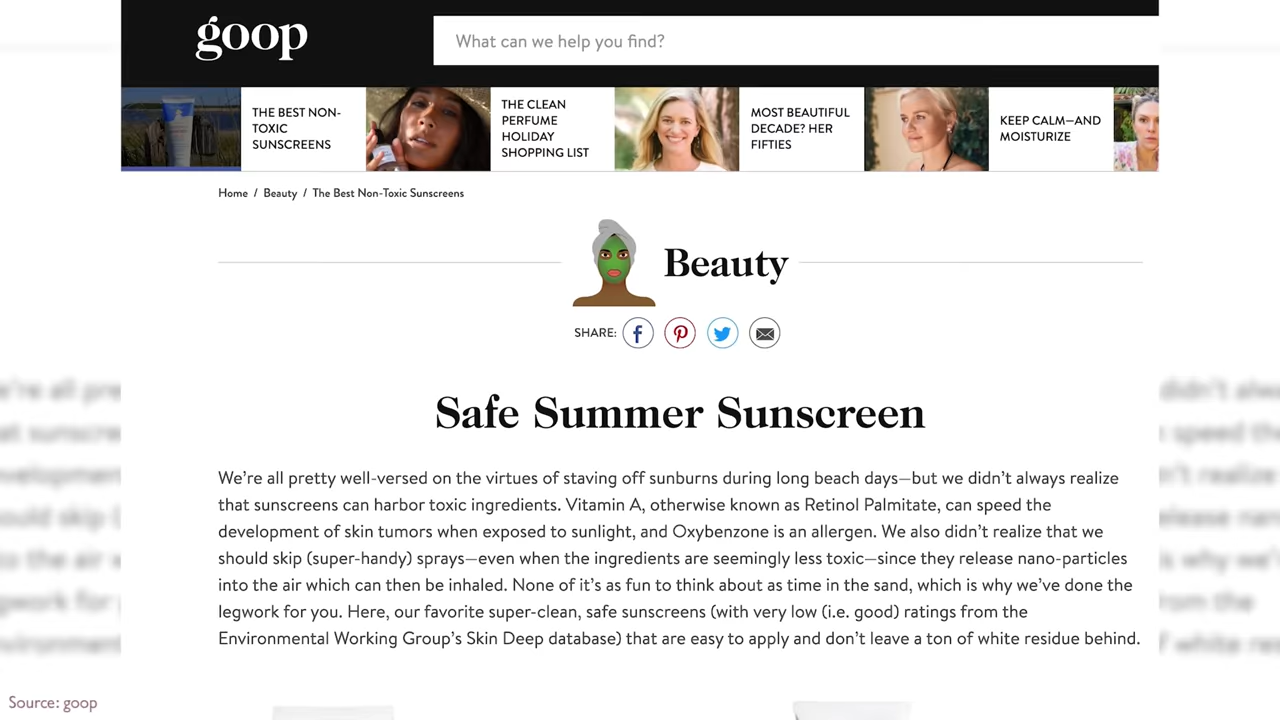 goop
What can we help you find?
THE BEST NON-
TOXIC
SUNSCREENS
THE CLEAN
PERFUME
HOLIDAY
SHOPPING LIST
MOST BEAUTIFUL
DECADE? HER
FIFTIES
KEEP CALM—AND
MOISTURIZE
Home / Beauty / The Best Non-Toxic Sunscreens
Beauty
SHARE:
Safe Summer Sunscreen
We're all pretty well-versed on the virtues of staving off sunburns during long beach days—but we didn't always realize
that sunscreens can harbor toxic ingredients. Vitamin A, otherwise known as Retinol Palmitate, can speed the
development of skin tumors when exposed to sunlight, and Oxybenzone is an allergen. We also didn't realize that we
should skip (super-handy) sprays—even when the ingredients are seemingly less toxic—since they release nano-particles
into the air which can then be inhaled. None of it's as fun to think about as time in the sand, which is why we've done the
legwork for you. Here, our favorite super-clean, safe sunscreens (with very low (i.e. good) ratings from the
Environmental Working Group's Skin Deep database) that are easy to apply and don't leave a ton of white residue behind.
Source: goop